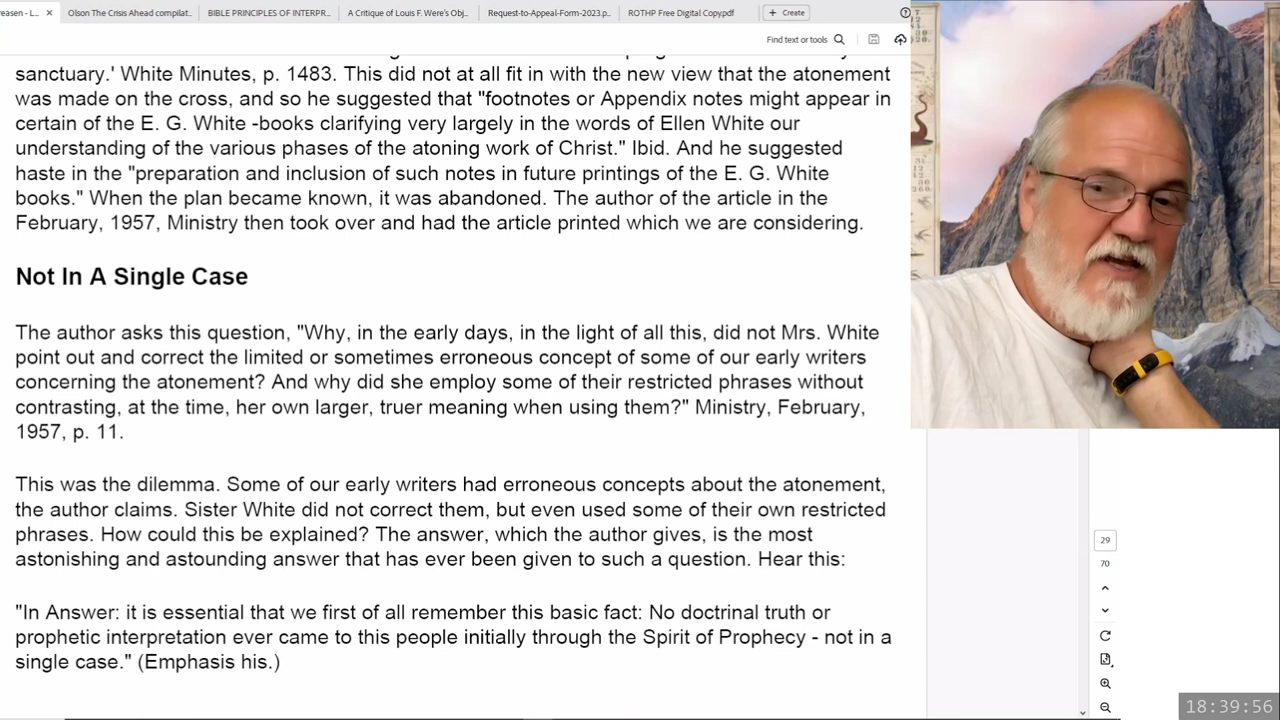 reasen - L...
Olson The Crisis Ahead compilat...
BIBLE PRINCIPLES OF INTERPR...
A Critique of Louis F. Were's Obj...
Request-to-Appeal-Form-2023.p...
ROTHP Free Digital Copy.pdf
Create
Find text or tools
sanctuary.' White Minutes, p. 1483. This did not at all fit in with the new view that the atonement
was made on the cross, and so he suggested that "footnotes or Appendix notes might appear in
certain of the E. G. White -books clarifying very largely in the words of Ellen White our
understanding of the various phases of the atoning work of Christ." Ibid. And he suggested
haste in the "preparation and inclusion of such notes in future printings of the E. G. White
books." When the plan became known, it was abandoned. The author of the article in the
February, 1957, Ministry then took over and had the article printed which we are considering.
Not In A Single Case
The author asks this question, "Why, in the early days, in the light of all this, did not Mrs. White
point out and correct the limited or sometimes erroneous concept of some of our early writers
concerning the atonement? And why did she employ some of their restricted phrases without
contrasting, at the time, her own larger, truer meaning when using them?" Ministry, February,
1957, p. 11.
This was the dilemma. Some of our early writers had erroneous concepts about the atonement,
the author claims. Sister White did not correct them, but even used some of their own restricted
phrases. How could this be explained? The answer, which the author gives, is the most
astonishing and astounding answer that has ever been given to such a question. Hear this:
"In Answer: it is essential that we first of all remember this basic fact: No doctrinal truth or
prophetic interpretation ever came to this people initially through the Spirit of Prophecy - not in a
single case." (Emphasis his.)
29
70
18:39:56